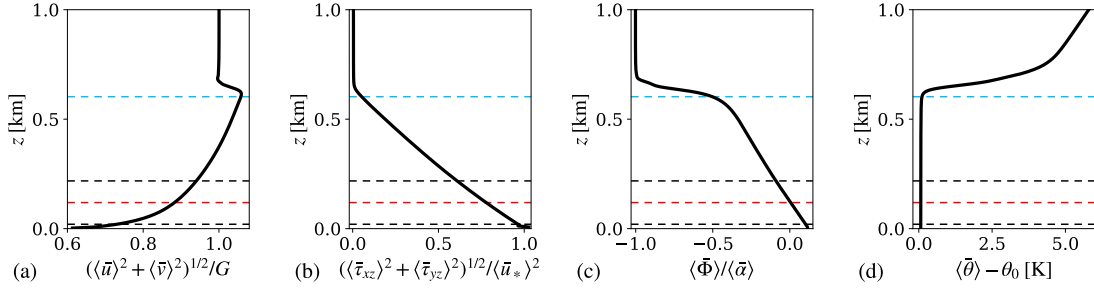 1.0
0.5
0.0
z [km]
0.6
0.8
1.0
(a)
(⟨ū⟩² + ⟨v̄⟩²)^{1/2}/G
1.0
0.5
0.0
z [km]
0.0
0.5
1.0
(b)
(⟨τ̄_{xz}⟩² + ⟨τ̄_{yz}⟩²)^{1/2}/⟨ū_*⟩²
1.0
0.5
0.0
z [km]
−1.0
−0.5
0.0
(c)
⟨Φ̄⟩/⟨ᾱ⟩
1.0
0.5
0.0
z [km]
0.0
2.5
5.0
(d)
⟨θ̄⟩ − θ₀ [K]